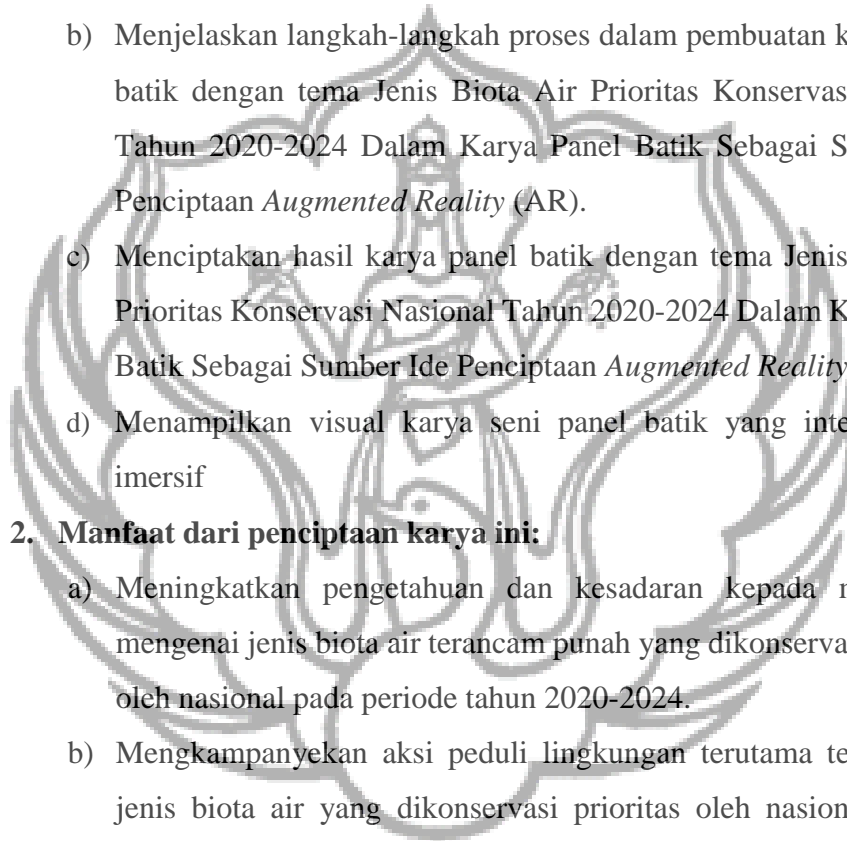 b) Menjelaskan langkah-langkah proses dalam pembuatan
batik dengan tema Jenis Biota Air Prioritas Konservas
Tahun 2020-2024 Dalam Karya Panel Batik Sebagai S
Penciptaan Augmented Reality (AR).
c) Menciptakan hasil karya panel batik dengan tema Jenis
Prioritas Konservasi Nasional Tahun 2020-2024 Dalam K
Batik Sebagai Sumber Ide Penciptaan Augmented Reality
d) Menampilkan visual karya seni panel batik yang inte
imersif
2. Manfaat dari penciptaan karya ini:
a) Meningkatkan pengetahuan dan kesadaran kepada
mengenai jenis biota air terancam punah yang dikonserva
oleh nasional pada periode tahun 2020-2024.
b) Mengkampanyekan aksi peduli lingkungan terutama te
jenis biota air yang dikonservasi prioritas oleh nasion